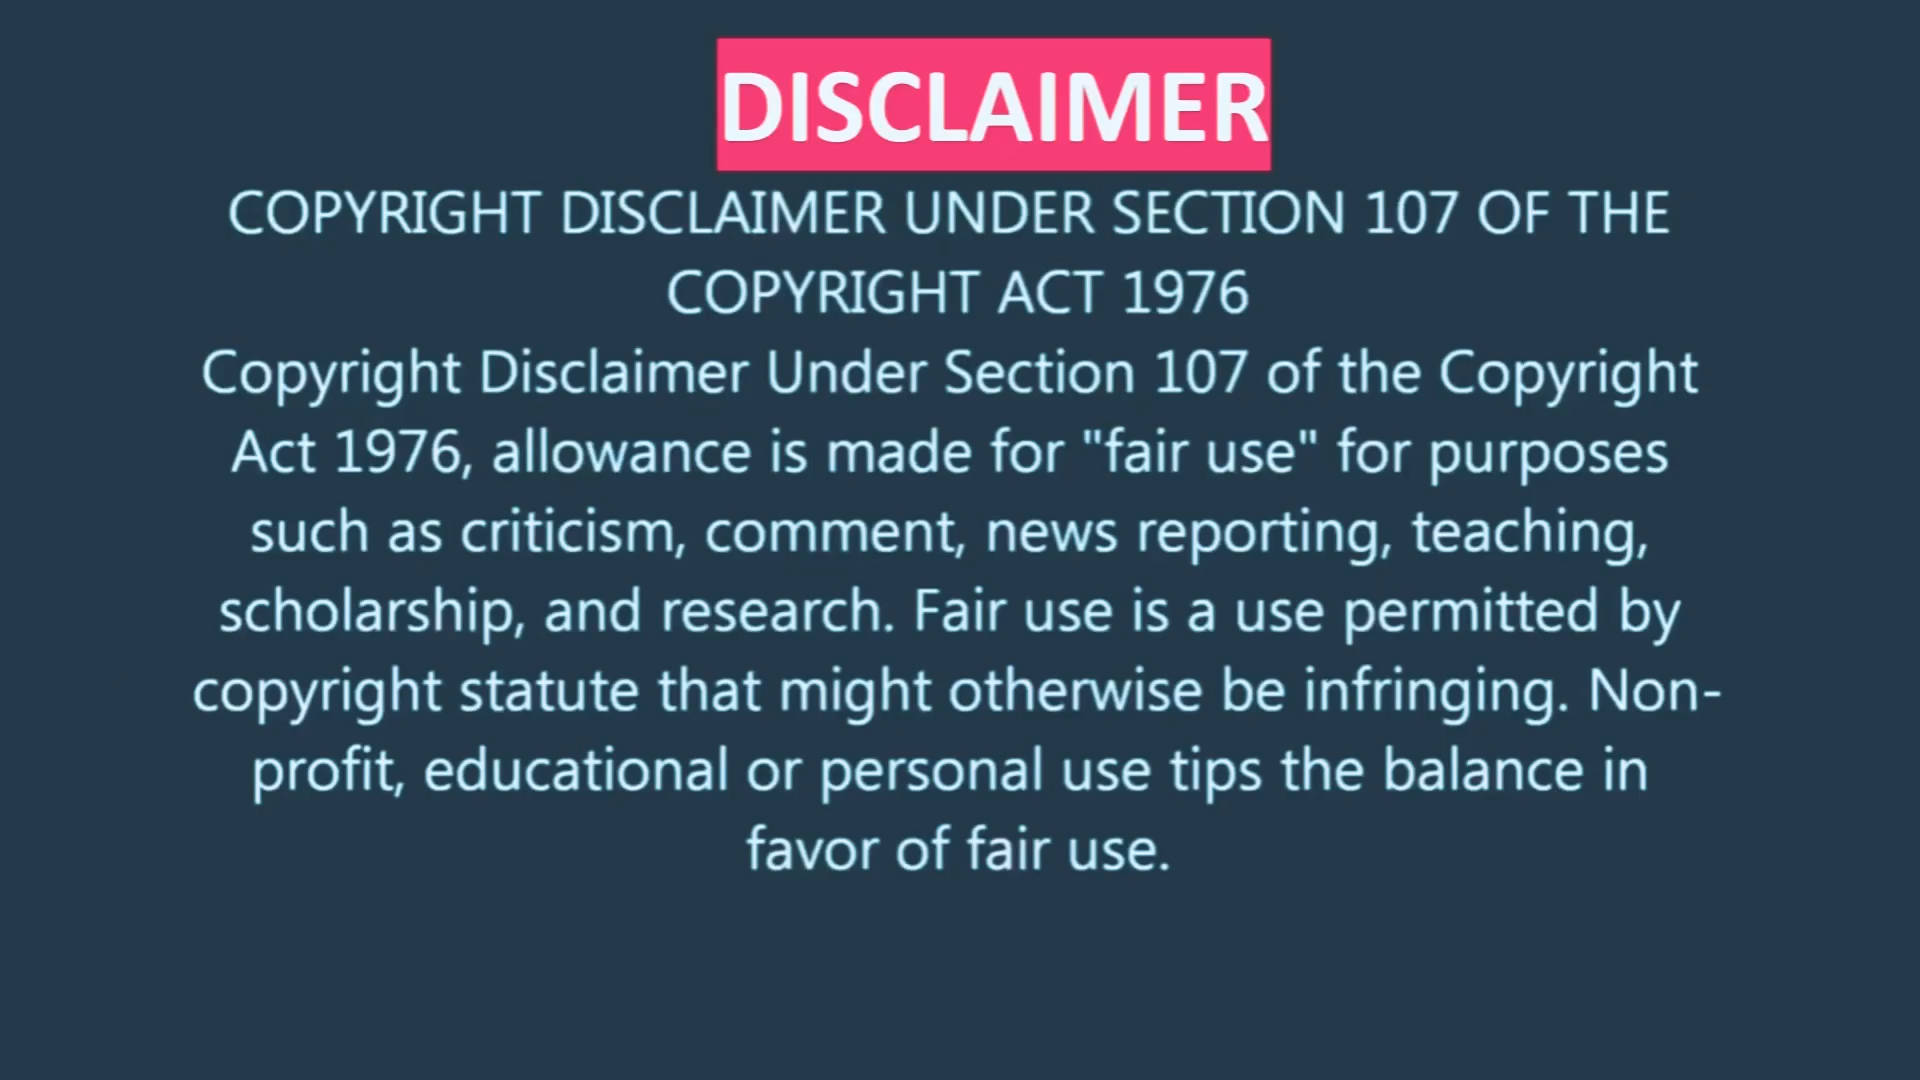 DISCLAIMER
COPYRIGHT DISCLAIMER UNDER SECTION 107 OF THE
COPYRIGHT ACT 1976
Copyright Disclaimer Under Section 107 of the Copyright
Act 1976, allowance is made for "fair use" for purposes
such as criticism, comment, news reporting, teaching,
scholarship, and research. Fair use is a use permitted by
copyright statute that might otherwise be infringing. Non-
profit, educational or personal use tips the balance in
favor of fair use.